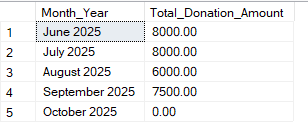 Month_Year Total_Donation_Amount
1 June 2025 8000.00
2 July 2025 8000.00
3 August 2025 6000.00
4 September 2025 7500.00
5 October 2025 0.00